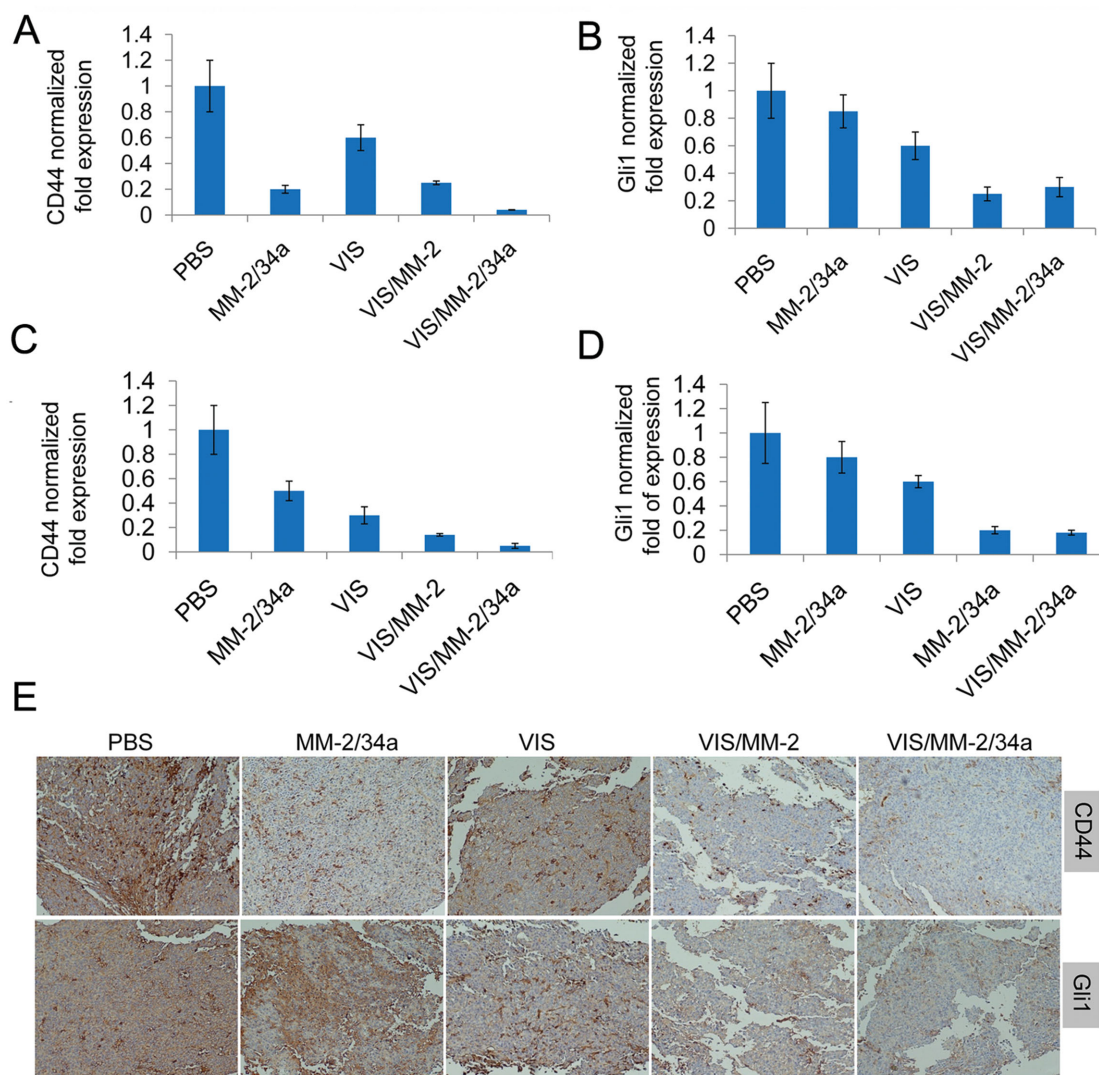 A
CD44 normalized
fold expression
1.4
1.2
1
0.8
0.6
0.4
0.2
0
PBS
MM-2/34a
VIS
VIS/MM-2
VIS/MM-2/34a
B
Gli1 normalized
fold expression
1.4
1.2
1
0.8
0.6
0.4
0.2
0
PBS
MM-2/34a
VIS
VIS/MM-2
VIS/MM-2/34a
C
CD44 normalized
fold expression
1.4
1.2
1
0.8
0.6
0.4
0.2
0
PBS
MM-2/34a
VIS
VIS/MM-2
VIS/MM-2/34a
D
Gli1 normalized
fold of expression
1.4
1.2
1
0.8
0.6
0.4
0.2
0
PBS
MM-2/34a
VIS
MM-2/34a
VIS/MM-2/34a
E
PBS
MM-2/34a
VIS
VIS/MM-2
VIS/MM-2/34a
CD44
Gli1